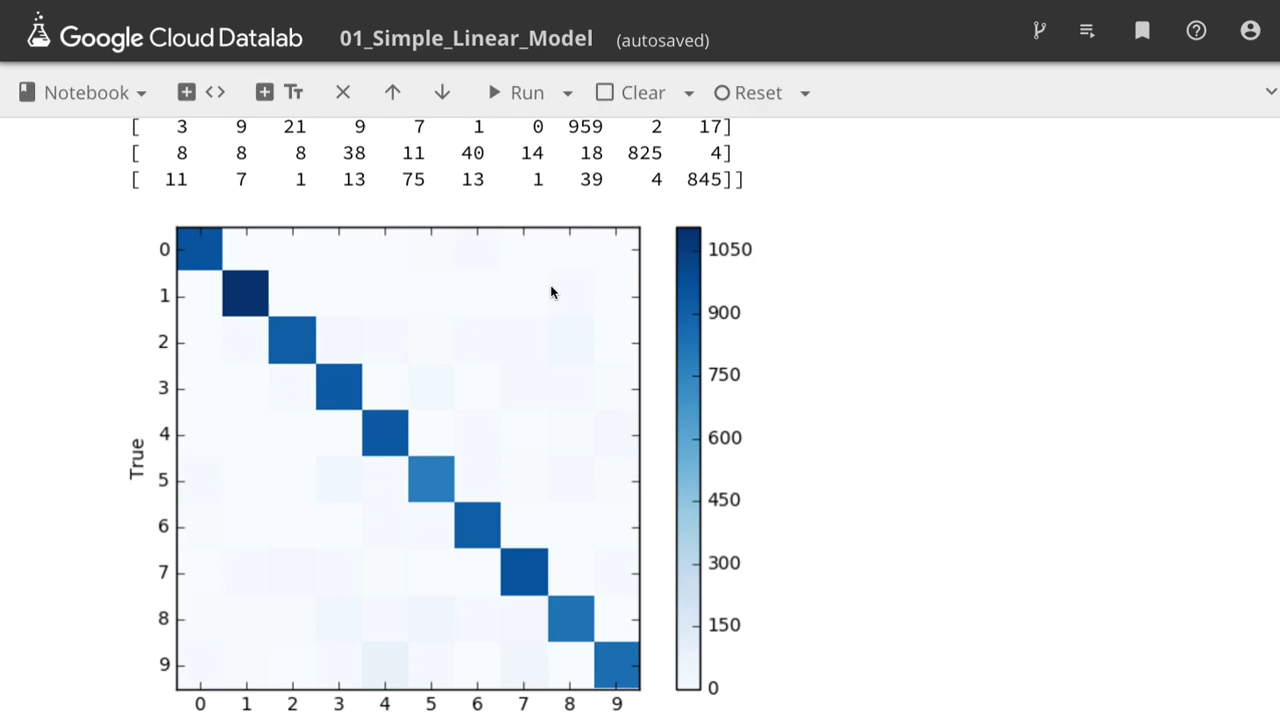 Google Cloud Datalab 01_Simple_Linear_Model (autosaved)
Notebook Tт Run Clear Reset
[ 3 9 21 9 7 1 0 959 2 17]
[ 8 8 8 38 11 40 14 18 825 4]
[ 11 7 1 13 75 13 1 39 4 845]]
0
1
2
3
4
5
6
7
8
9
True
0 1 2 3 4 5 6 7 8 9
1050
900
750
600
450
300
150
0